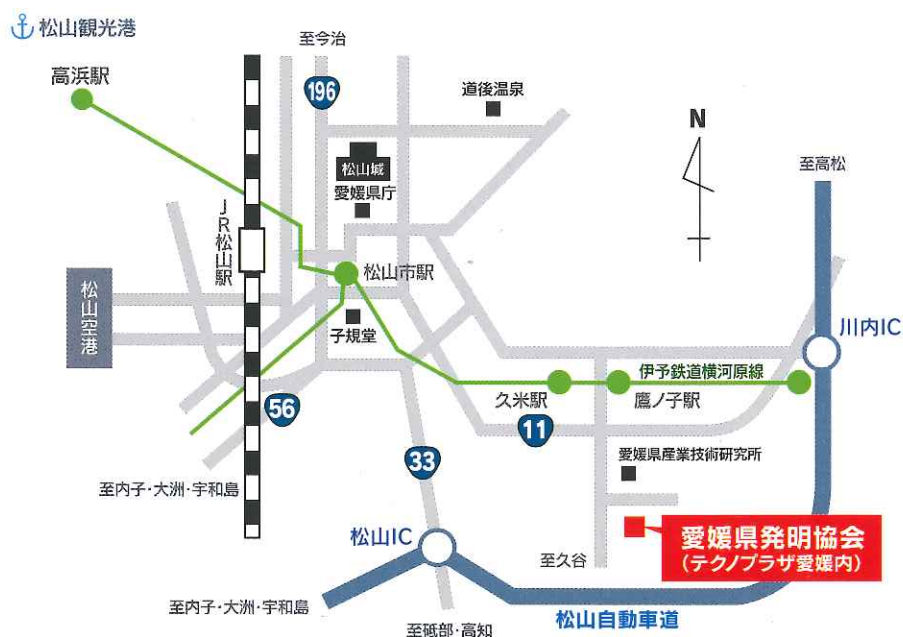 松山観光港
至今治
高浜駅
196
道後温泉
N
松山城
至高松
愛媛県庁
JR松山駅
松山市駅
松山空港
子規堂
川内IC
伊予鉄道横河原線
久米駅
鷹ノ子駅
56
11
33
愛媛県産業技術研究所
至内子・大洲・宇和島
松山IC
愛媛県発明協会
(テクノプラザ愛媛内)
至久谷
至内子・大洲・宇和島
松山自動車道
至砥部・高知